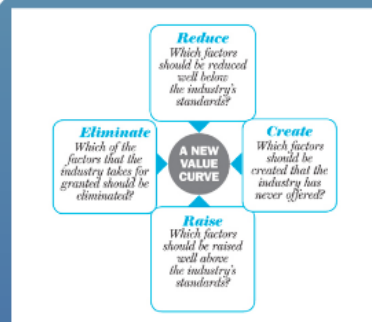 Reduce
Which factors
should be reduced
well below
the industry's
standards?
Eliminate
Which of the
factors that the
industry takes for
granted should be
eliminated?
A NEW
VALUE
CURVE
Create
Which factors
should be
created that the
industry has
never offered?
Raise
Which factors
should be raised
well above
the industry's
standards?